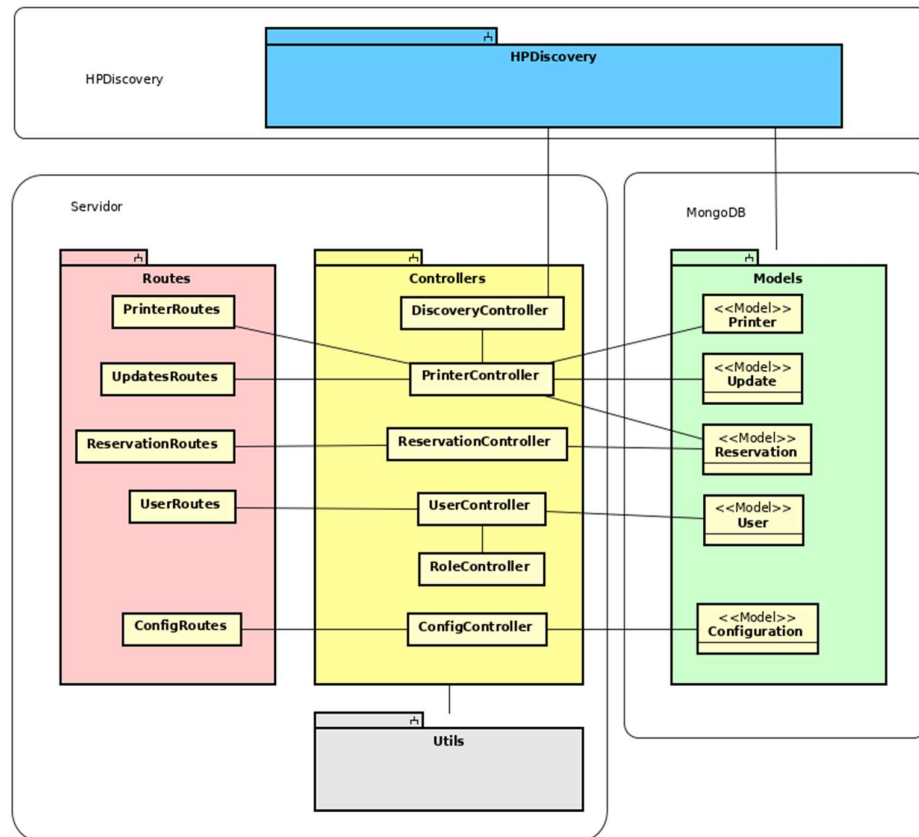 HPDiscovery
HPDiscovery
Servidor
MongoDB
Routes
Controllers
Models
PrinterRoutes
DiscoveryController
<<Model>>
Printer
UpdatesRoutes
PrinterController
<<Model>>
Update
ReservationRoutes
ReservationController
<<Model>>
Reservation
UserRoutes
UserController
<<Model>>
User
RoleController
ConfigRoutes
ConfigController
<<Model>>
Configuration
Utils